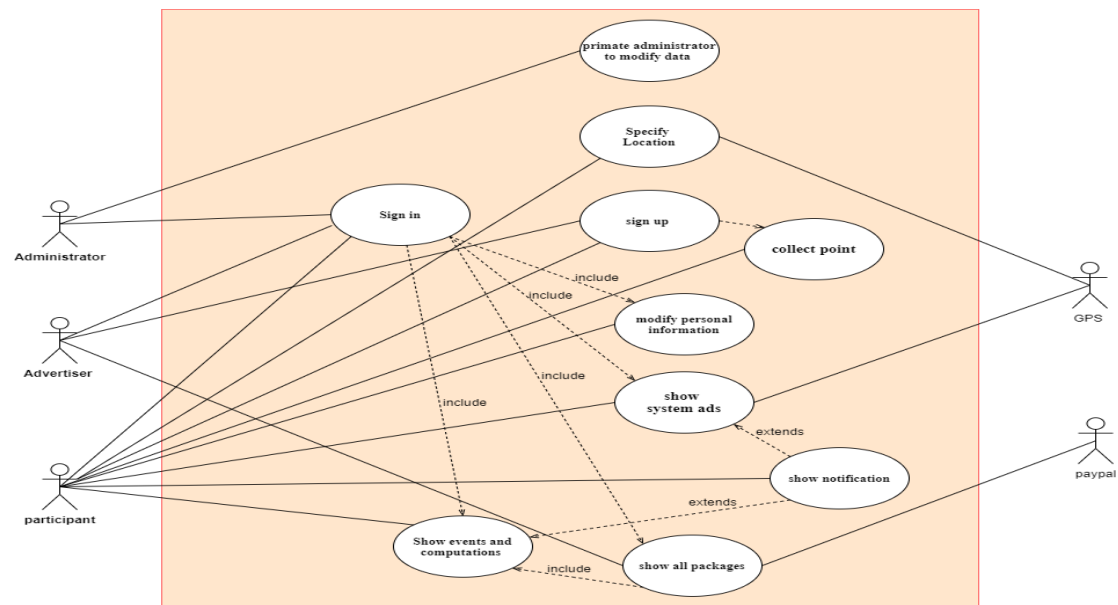 primate administrator
to modify data
Specify
Location
Sign in
sign up
collect point
Administrator
include
include
modify personal
information
GPS
Advertiser
include
include
show
system ads
extends
show notification
paypal
extends
participant
Show events and
computations
include
show all packages